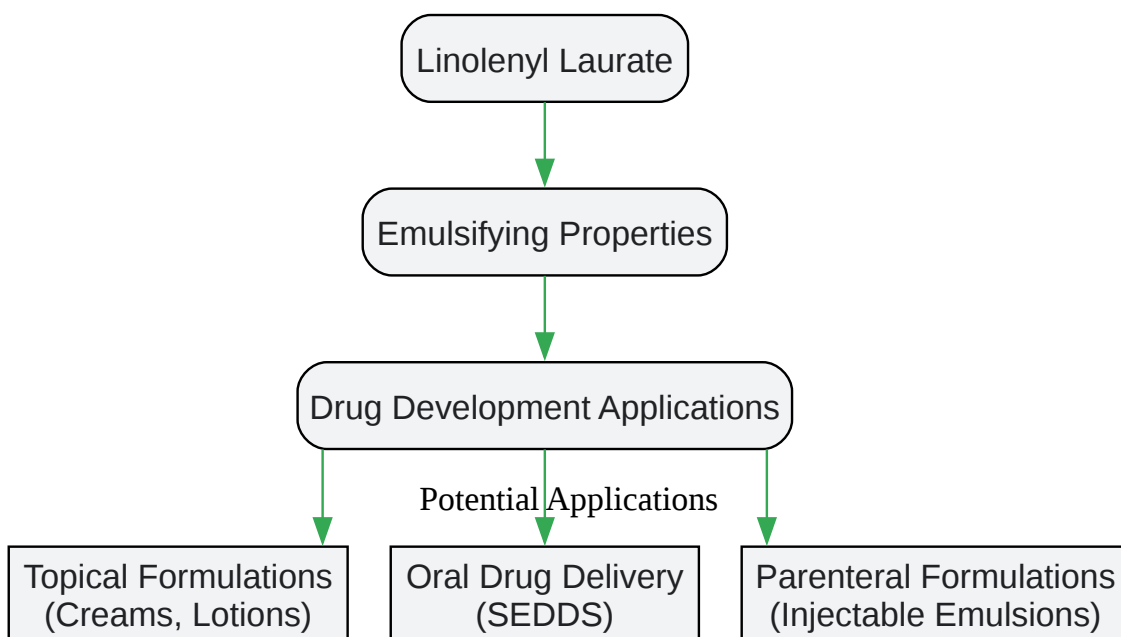 Linolenyl Laurate
Emulsifying Properties
Drug Development Applications
Potential Applications
Topical Formulations
(Creams, Lotions)
Oral Drug Delivery
(SEDDS)
Parenteral Formulations
(Injectable Emulsions)